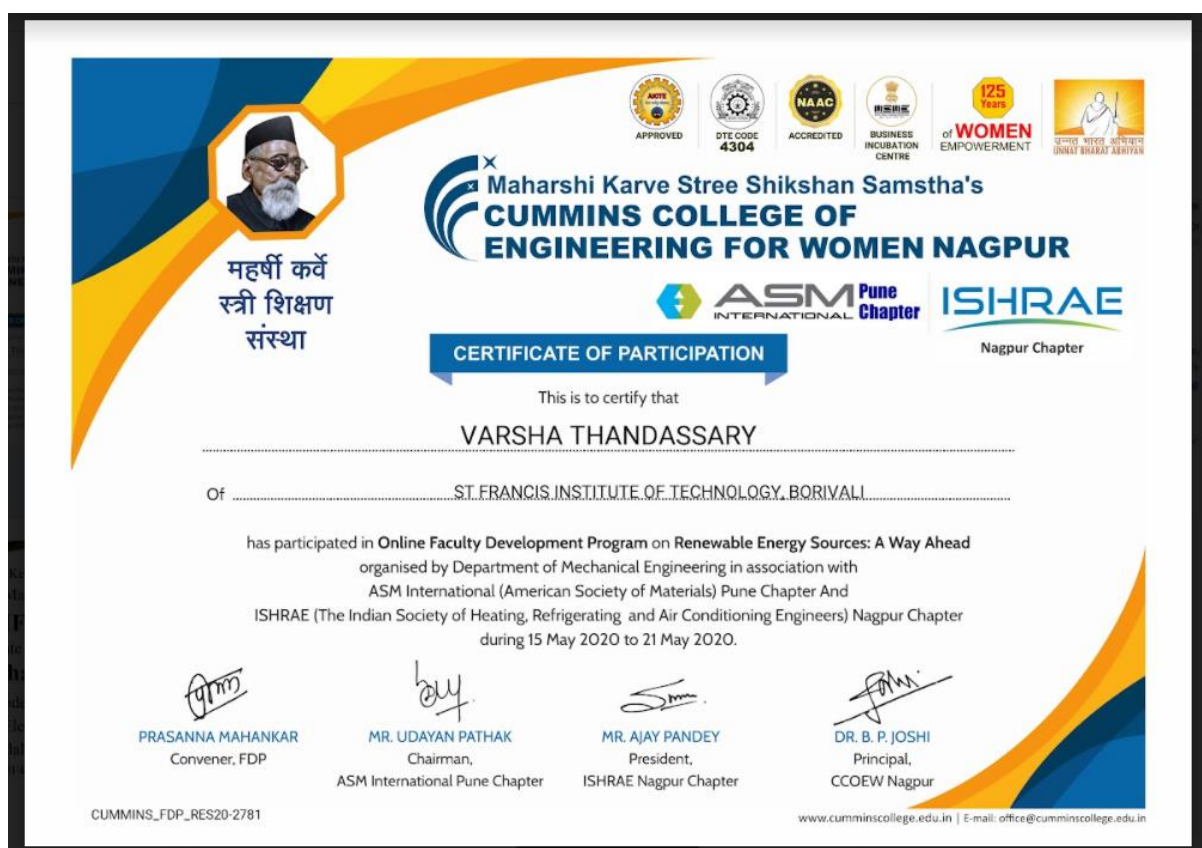 AICTE
APPROVED
DTE CODE
4304
NAAC
ACCREDITED
MSME
BUSINESS
INCUBATION
CENTRE
125
Years
of WOMEN
EMPOWERMENT
उन्नत भारत अभियान
UNNAT BHARAT ABHIYAN
Maharshi Karve Stree Shikshan Samstha's
CUMMINS COLLEGE OF
ENGINEERING FOR WOMEN NAGPUR
महर्षी कर्वे
स्त्री शिक्षण
संस्था
ASM Pune
INTERNATIONAL Chapter
ISHRAE
Nagpur Chapter
CERTIFICATE OF PARTICIPATION
This is to certify that
VARSHA THANDASSARY
Of ST FRANCIS INSTITUTE OF TECHNOLOGY, BORIVALI
has participated in Online Faculty Development Program on Renewable Energy Sources: A Way Ahead
organised by Department of Mechanical Engineering in association with
ASM International (American Society of Materials) Pune Chapter And
ISHRAE (The Indian Society of Heating, Refrigerating and Air Conditioning Engineers) Nagpur Chapter
during 15 May 2020 to 21 May 2020.
PRASANNA MAHANKAR
Convener, FDP
MR. UDAYAN PATHAK
Chairman,
ASM International Pune Chapter
MR. AJAY PANDEY
President,
ISHRAE Nagpur Chapter
DR. B. P. JOSHI
Principal,
CCOEW Nagpur
CUMMINS_FDP_RES20-2781
www.cumminscollege.edu.in | E-mail: office@cumminscollege.edu.in